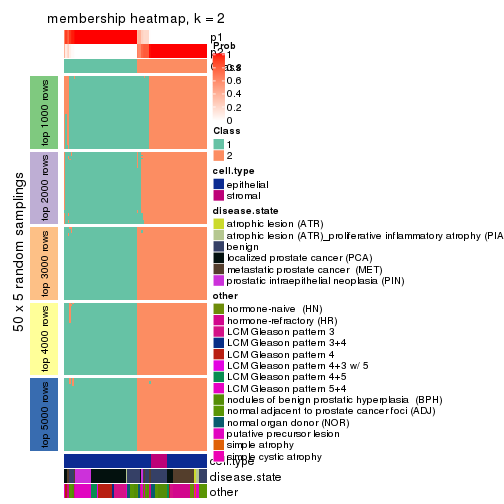 membership heatmap, k = 2
p1
p2
Class
Prob
1
0.8
0.6
0.4
0.2
0
Class
1
2
cell.type
epithelial
stromal
disease.state
atrophic lesion (ATR)
atrophic lesion (ATR)_proliferative inflammatory atrophy (PIA
benign
localized prostate cancer (PCA)
metastatic prostate cancer (MET)
prostatic intraepithelial neoplasia (PIN)
other
hormone-naive (HN)
hormone-refractory (HR)
LCM Gleason pattern 3
LCM Gleason pattern 3+4
LCM Gleason pattern 4
LCM Gleason pattern 4+3 w/ 5
LCM Gleason pattern 4+5
LCM Gleason pattern 5+4
nodules of benign prostatic hyperplasia (BPH)
normal adjacent to prostate cancer foci (ADJ)
normal organ donor (NOR)
putative precursor lesion
simple atrophy
simple cystic atrophy
50 x 5 random samplings
top 1000 rows
top 2000 rows
top 3000 rows
top 4000 rows
top 5000 rows
cell.type
disease.state
other